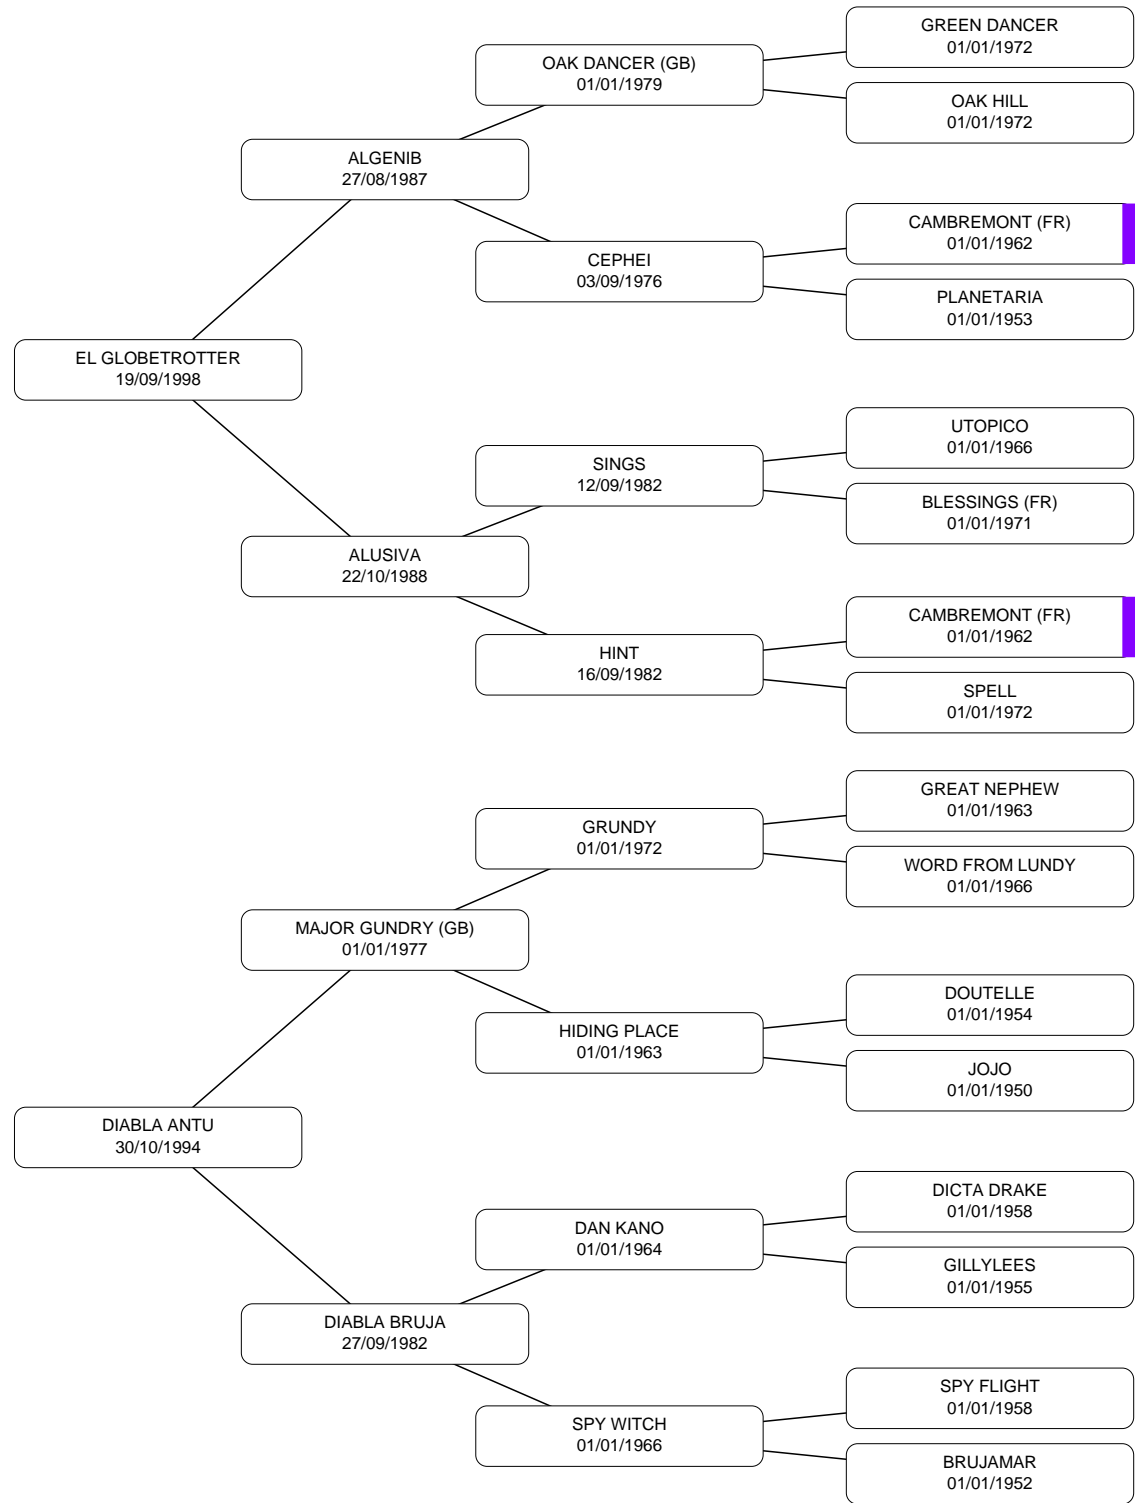 GREEN DANCER
01/01/1972
OAK DANCER (GB)
01/01/1979
OAK HILL
01/01/1972
ALGENIB
27/08/1987
CAMBREMONT (FR)
01/01/1962
CEPHEI
03/09/1976
PLANETARIA
01/01/1953
EL GLOBETROTTER
19/09/1998
UTOPICO
01/01/1966
SINGS
12/09/1982
BLESSINGS (FR)
01/01/1971
ALUSIVA
22/10/1988
CAMBREMONT (FR)
01/01/1962
HINT
16/09/1982
SPELL
01/01/1972
GREAT NEPHEW
01/01/1963
GRUNDY
01/01/1972
WORD FROM LUNDY
01/01/1966
MAJOR GUNDRY (GB)
01/01/1977
DOUTELLE
01/01/1954
HIDING PLACE
01/01/1963
JOJO
01/01/1950
DIABLA ANTU
30/10/1994
DICTA DRAKE
01/01/1958
DAN KANO
01/01/1964
GILLYLEES
01/01/1955
DIABLA BRUJA
27/09/1982
SPY FLIGHT
01/01/1958
SPY WITCH
01/01/1966
BRUJAMAR
01/01/1952